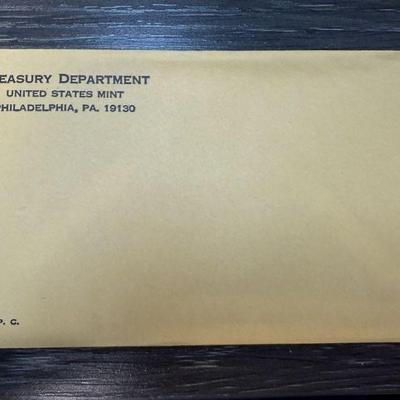 EASURY DEPARTMENT
UNITED STATES MINT
HILADELPHIA, PA. 19130
P. C.